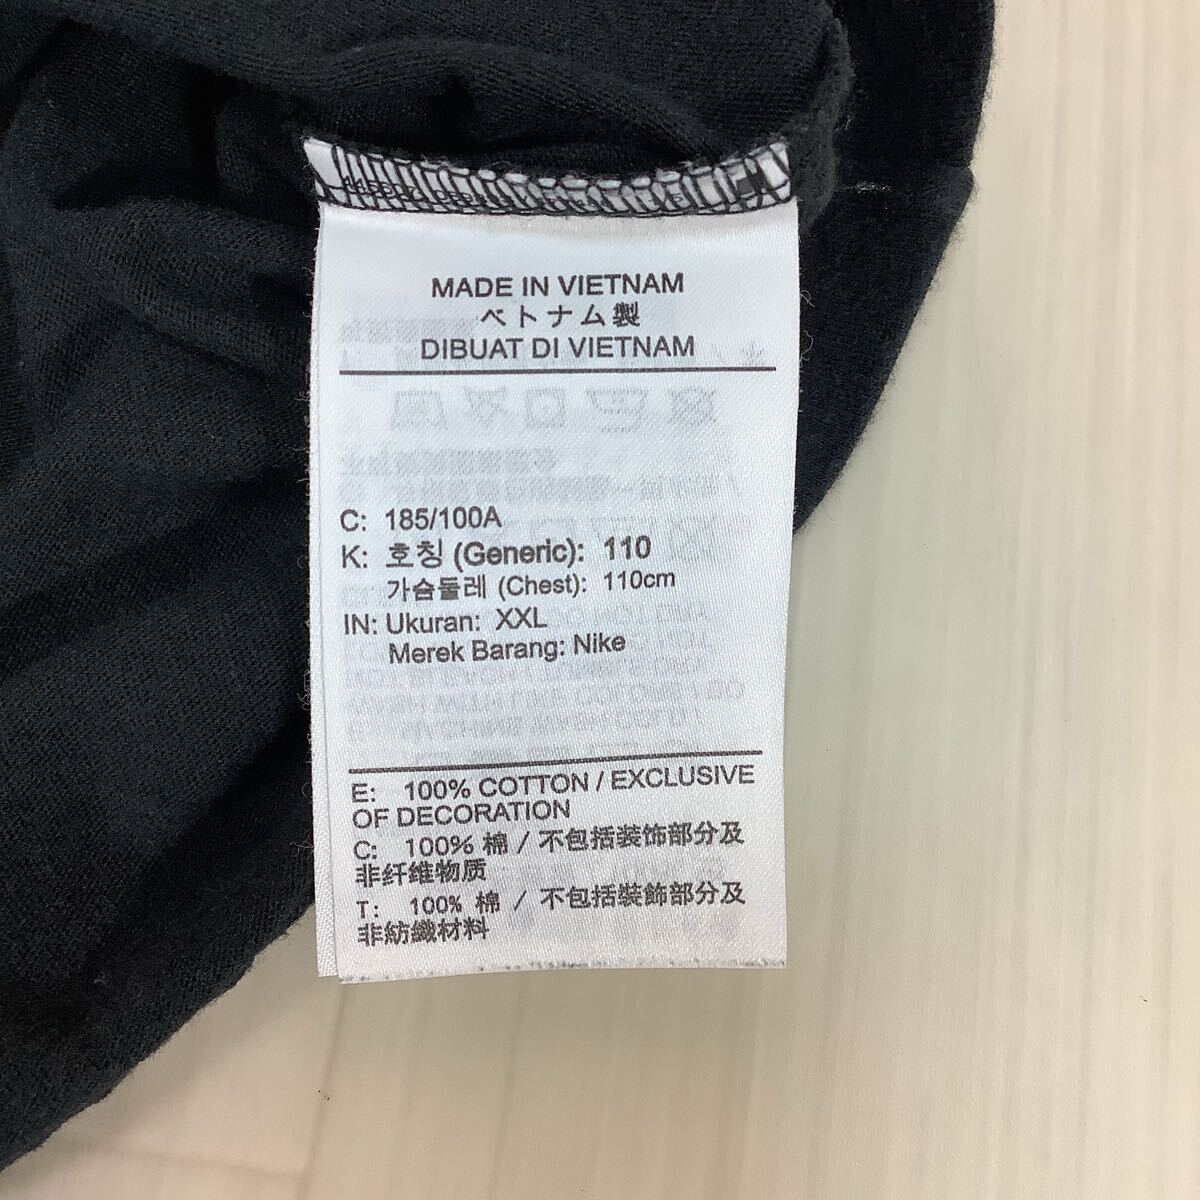 MADE IN VIETNAM
ベトナム製
DIBUAT DI VIETNAM
C: 185/100A
K: 호칭 (Generic): 110
가슴둘레 (Chest): 110cm
IN: Ukuran: XXL
Merek Barang: Nike
E: 100% COTTON / EXCLUSIVE
OF DECORATION
C: 100% 棉 / 不包括装饰部分及
非纤维物质
T: 100% 棉 / 不包括裝飾部分及
非紡織材料